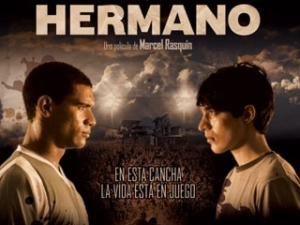 HERMANO
Una película de Marcel Rasquin
EN ESTA CANCHA
LA VIDA ESTÁ EN JUEGO